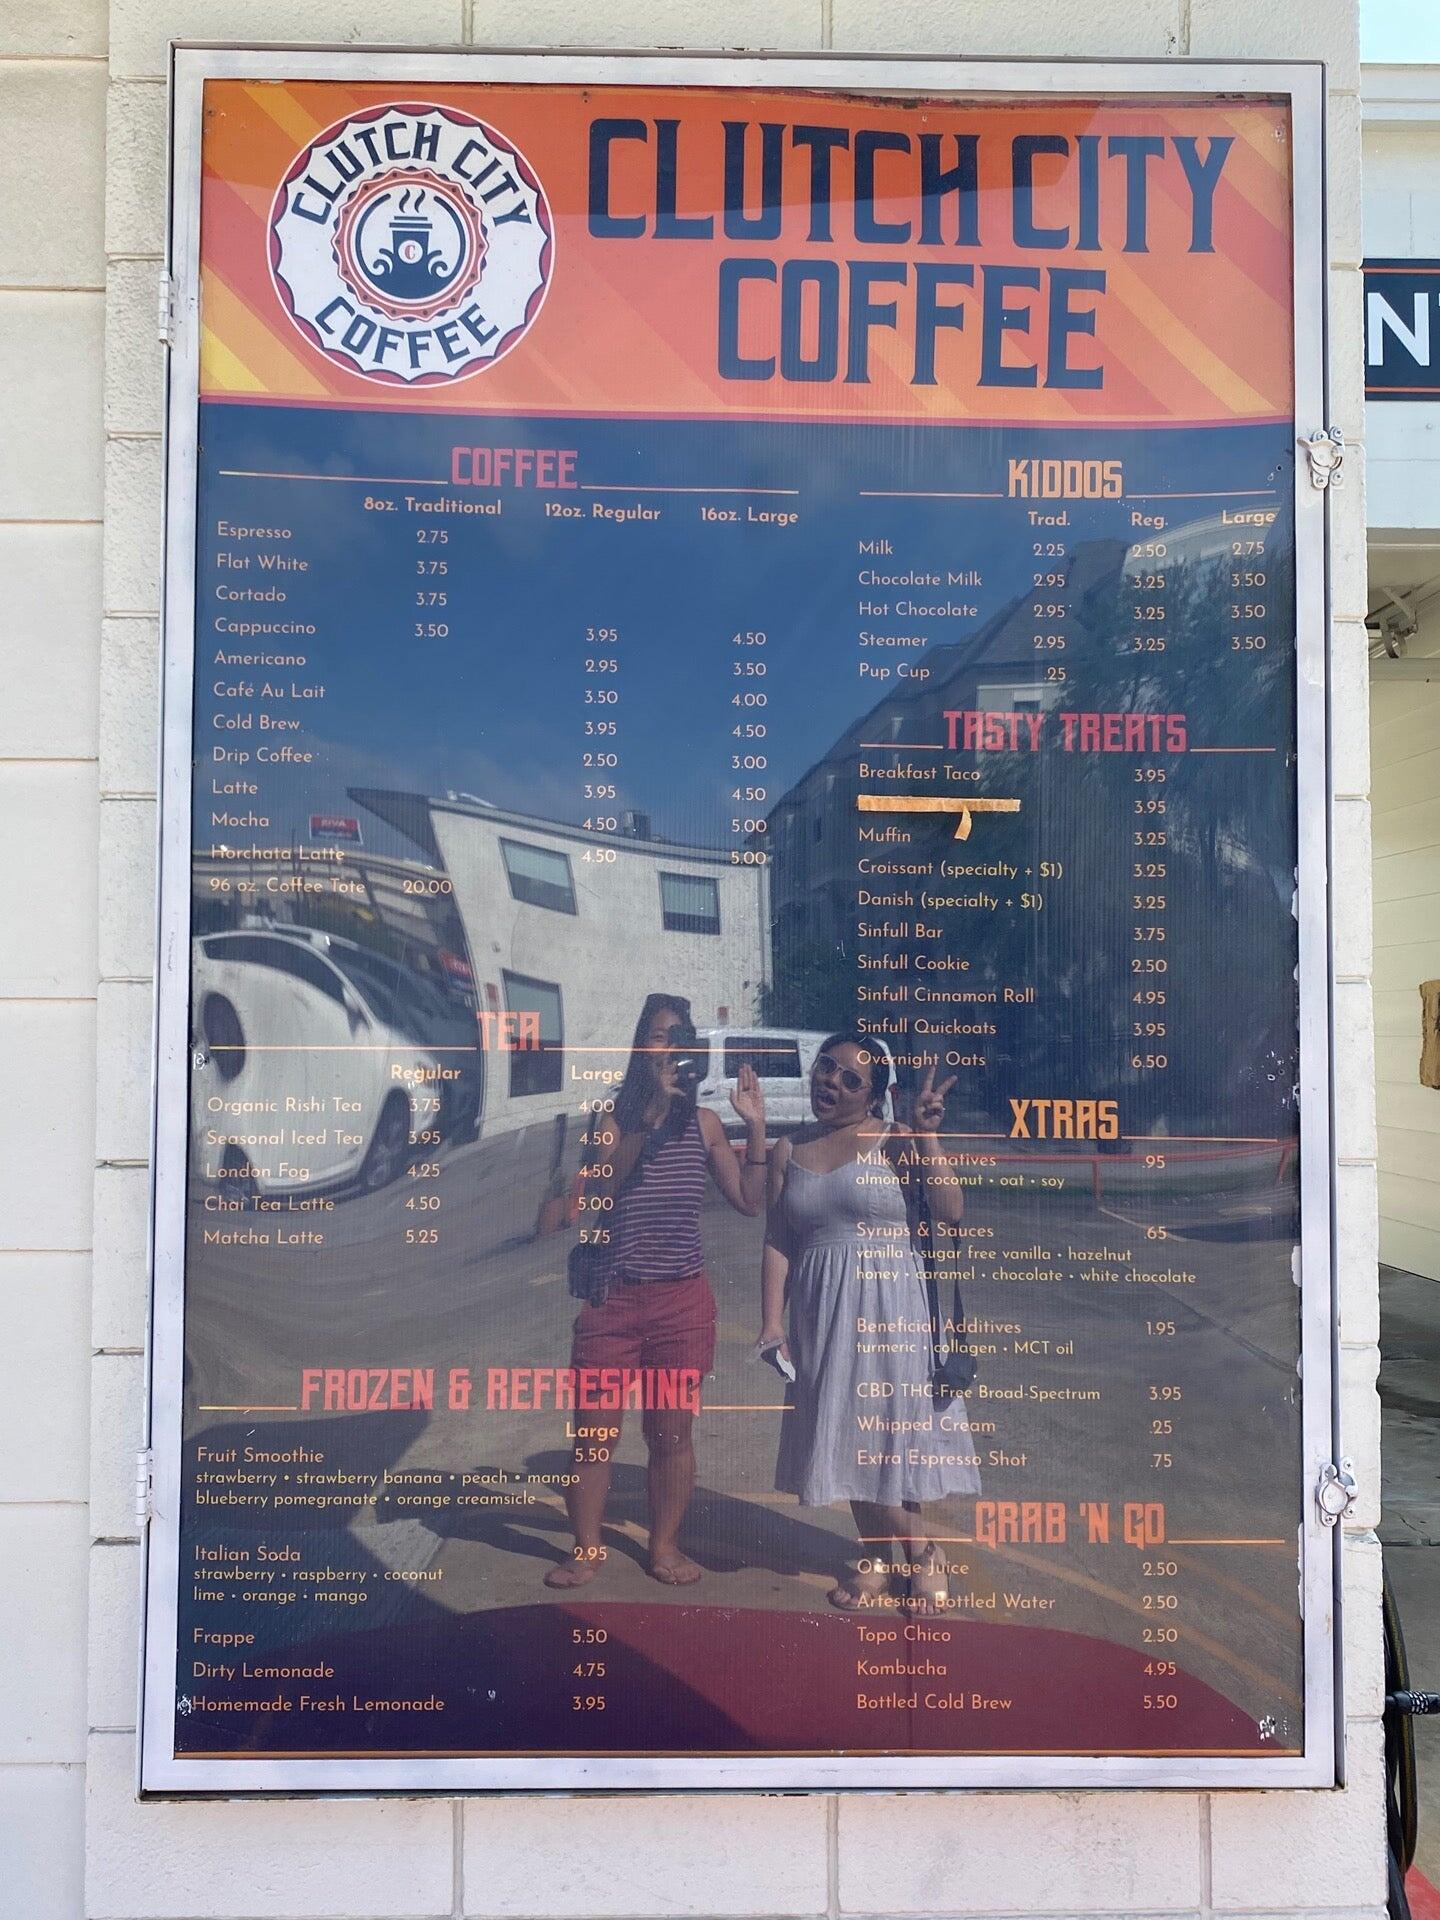 CLUTCH CITY
COFFEE
CLUTCH CITY
C
COFFEE
COFFEE
8oz. Traditional 12oz. Regular 16oz. Large
Espresso 2.75
Flat White 3.75
Cortado 3.75
Cappuccino 3.50 3.95 4.50
Americano 2.95 3.50
Café Au Lait 3.50 4.00
Cold Brew 3.95 4.50
Drip Coffee 2.50 3.00
Latte 3.95 4.50
Mocha 4.50 5.00
Horchata Latte 4.50 5.00
96 oz. Coffee Tote 20.00
TEA
Regular Large
Organic Rishi Tea 3.75 4.00
Seasonal Iced Tea 3.95 4.50
London Fog 4.25 4.50
Chai Tea Latte 4.50 5.00
Matcha Latte 5.25 5.75
FROZEN & REFRESHING
Large
Fruit Smoothie 5.50
strawberry • strawberry banana • peach • mango
blueberry pomegranate • orange creamsicle
Italian Soda 2.95
strawberry • raspberry • coconut
lime • orange • mango
Frappe 5.50
Dirty Lemonade 4.75
Homemade Fresh Lemonade 3.95
KIDDOS
Trad. Reg. Large
Milk 2.25 2.50 2.75
Chocolate Milk 2.95 3.25 3.50
Hot Chocolate 2.95 3.25 3.50
Steamer 2.95 3.25 3.50
Pup Cup .25
TASTY TREATS
Breakfast Taco 3.95
3.95
Muffin 3.25
Croissant (specialty + $1) 3.25
Danish (specialty + $1) 3.25
Sinfull Bar 3.75
Sinfull Cookie 2.50
Sinfull Cinnamon Roll 4.95
Sinfull Quickoats 3.95
Overnight Oats 6.50
XTRAS
Milk Alternatives .95
almond • coconut • oat • soy
Syrups & Sauces .65
vanilla • sugar free vanilla • hazelnut
honey • caramel • chocolate • white chocolate
Beneficial Additives 1.95
turmeric • collagen • MCT oil
CBD THC-Free Broad-Spectrum 3.95
Whipped Cream .25
Extra Espresso Shot .75
GRAB 'N GO
Orange Juice 2.50
Artesian Bottled Water 2.50
Topo Chico 2.50
Kombucha 4.95
Bottled Cold Brew 5.50